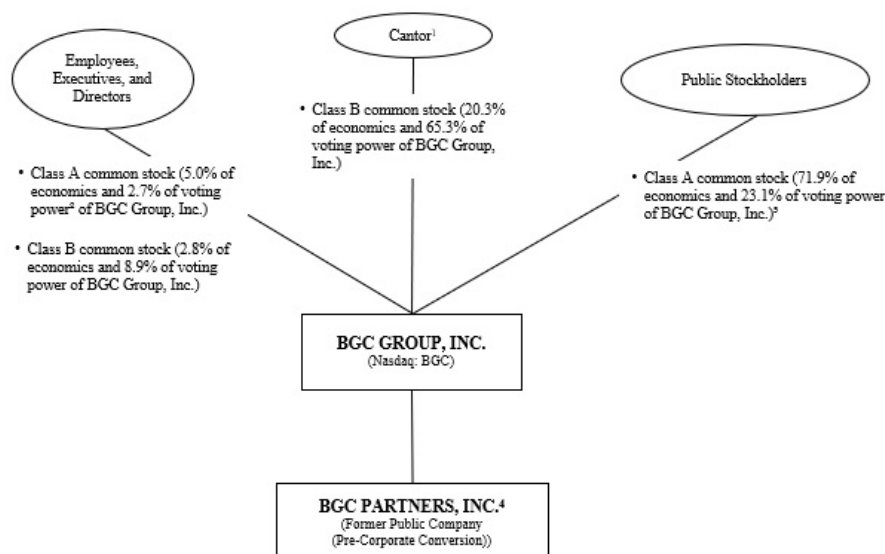 Employees,
Executives, and
Directors
• Class A common stock (5.0% of
economics and 2.7% of voting
power² of BGC Group, Inc.)
• Class B common stock (2.8% of
economics and 8.9% of voting
power of BGC Group, Inc.)
Cantor¹
• Class B common stock (20.3%
of economics and 65.3% of
voting power of BGC Group,
Inc.)
Public Stockholders
• Class A common stock (71.9% of
economics and 23.1% of voting power
of BGC Group, Inc.)³
BGC GROUP, INC.
(Nasdaq: BGC)
BGC PARTNERS, INC.⁴
(Former Public Company
(Pre-Corporate Conversion))